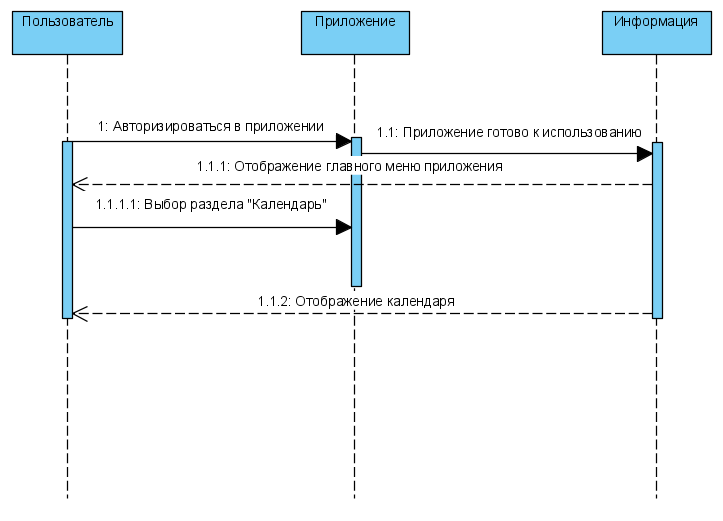 Пользователь
Приложение
Информация
1: Авторизироваться в приложении
1.1: Приложение готово к использованию
1.1.1: Отображение главного меню приложения
1.1.1.1: Выбор раздела "Календарь"
1.1.2: Отображение календаря